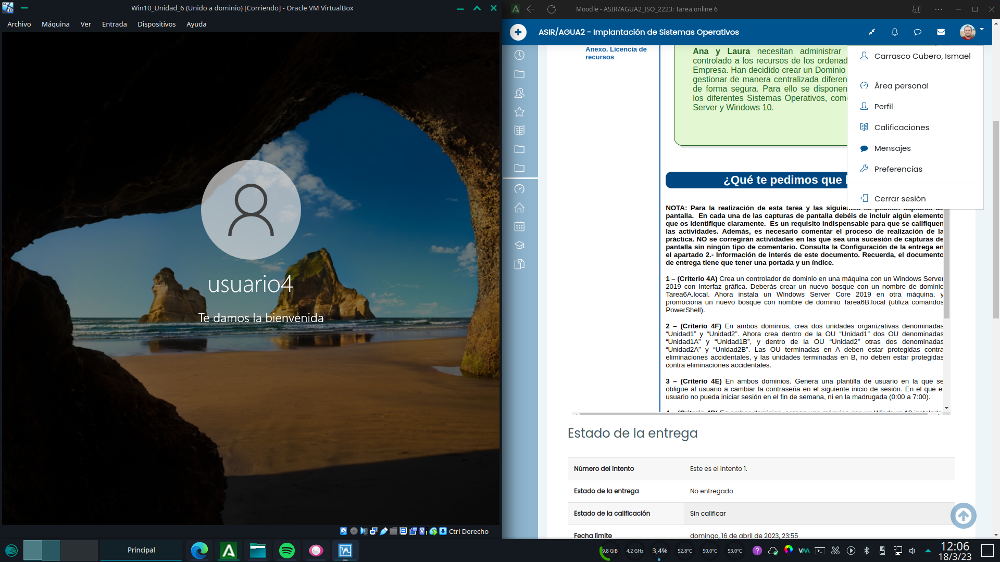 Win10_Unidad_6 (Unido a dominio) [Corriendo] - Oracle VM VirtualBox
Archivo Máquina Ver Entrada Dispositivos Ayuda
usuario4
Te damos la bienvenida
Ctrl Derecho
Moodle - ASIR/AGUA2_ISO_2223: Tarea online 6
ASIR/AGUA2 - Implantación de Sistemas Operativos
Anexo. Licencia de
recursos
Ana y Laura necesitan administrar
controlado a los recursos de los ordenad
Empresa. Han decidido crear un Dominio
gestionar de manera centralizada diferen
de forma segura. Para ello se disponen
los diferentes Sistemas Operativos, com
Server y Windows 10.
Carrasco Cubero, Ismael
Área personal
Perfil
Calificaciones
Mensajes
Preferencias
Cerrar sesión
¿Qué te pedimos que
NOTA: Para la realización de esta tarea y las siguientes se pedirán capturas de
pantalla. En cada una de las capturas de pantalla debéis de incluir algún elemento
que os identifique claramente. Es un requisito indispensable para que se califiquen
las actividades. Además, es necesario comentar el proceso de realización de la
práctica. NO se corregirán actividades en las que sea una sucesión de capturas de
pantalla sin ningún tipo de comentario. Consulta la Configuración de la entrega en
el apartado 2.- Información de interés de este documento. Recuerda, el documento
de entrega tiene que tener una portada y un índice.
1 – (Criterio 4A) Crea un controlador de dominio en una máquina con un Windows Server
2019 con Interfaz gráfica. Deberás crear un nuevo bosque con un nombre de dominio
Tarea6A.local. Ahora instala un Windows Server Core 2019 en otra máquina, y
promociona un nuevo bosque con nombre de dominio Tarea6B.local (utiliza comandos
PowerShell).
2 – (Criterio 4F) En ambos dominios, crea dos unidades organizativas denominadas
“Unidad1” y “Unidad2”. Ahora crea dentro de la OU “Unidad1” dos OU denominadas
“Unidad1A” y “Unidad1B”, y dentro de la OU “Unidad2” otras dos denominadas
“Unidad2A” y “Unidad2B”. Las OU terminadas en A deben estar protegidas contra
eliminaciones accidentales, y las unidades terminadas en B, no deben estar protegidas
contra eliminaciones accidentales.
3 – (Criterio 4E) En ambos dominios. Genera una plantilla de usuario en la que se
obligue al usuario a cambiar la contraseña en el siguiente inicio de sesión. En el que e
usuario no pueda iniciar sesión en el fin de semana, ni en la madrugada (0:00 a 7:00).
Estado de la entrega
Número del intento Este es el intento 1.
Estado de la entrega No entregado
Estado de la calificación Sin calificar
Fecha límite domingo, 16 de abril de 2023, 23:55
Principal
9,8 GiB 4,2 GHz 3,4% 52,8°C 50,0°C 53,0°C
12:06
18/3/23